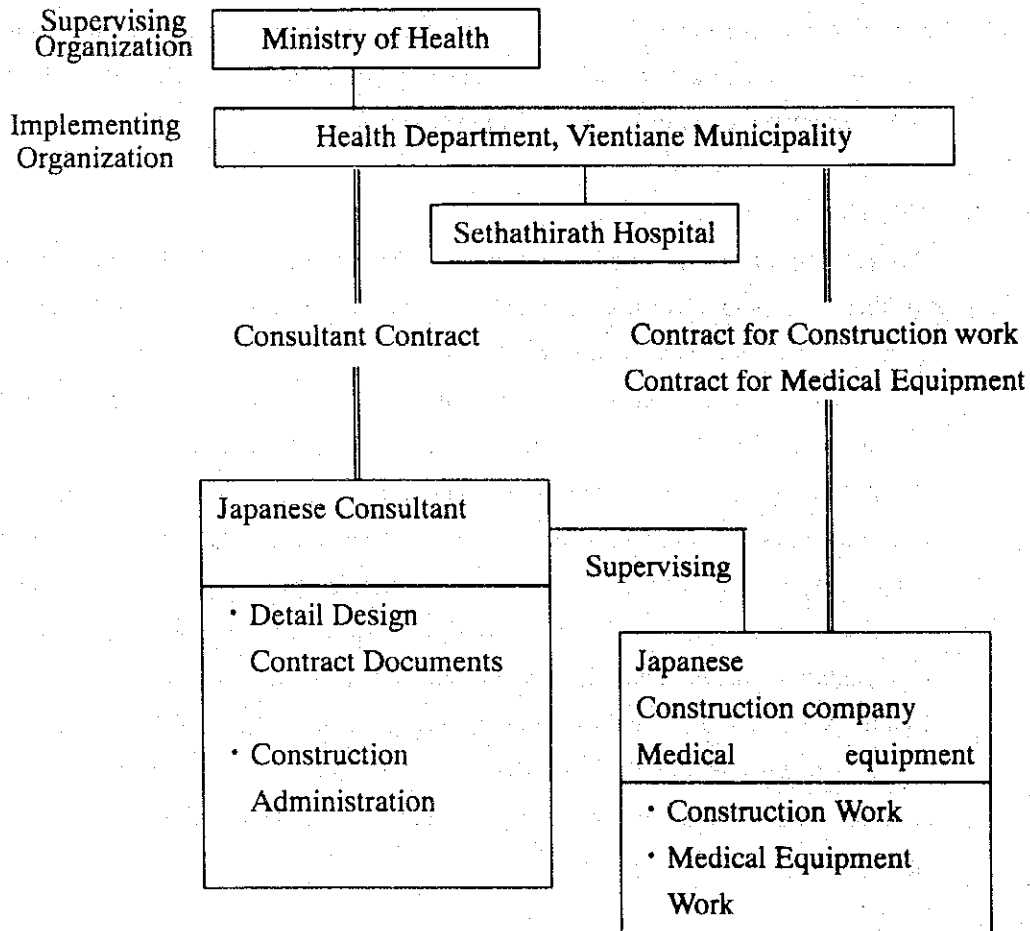 Supervising
Organization
Ministry of Health
Implementing
Organization
Health Department, Vientiane Municipality
Sethathirath Hospital
Consultant Contract
Contract for Construction work
Contract for Medical Equipment
Japanese Consultant
Supervising
・Detail Design
Contract Documents
・Construction
Administration
Japanese
Construction company
Medical equipment
・Construction Work
・Medical Equipment
Work